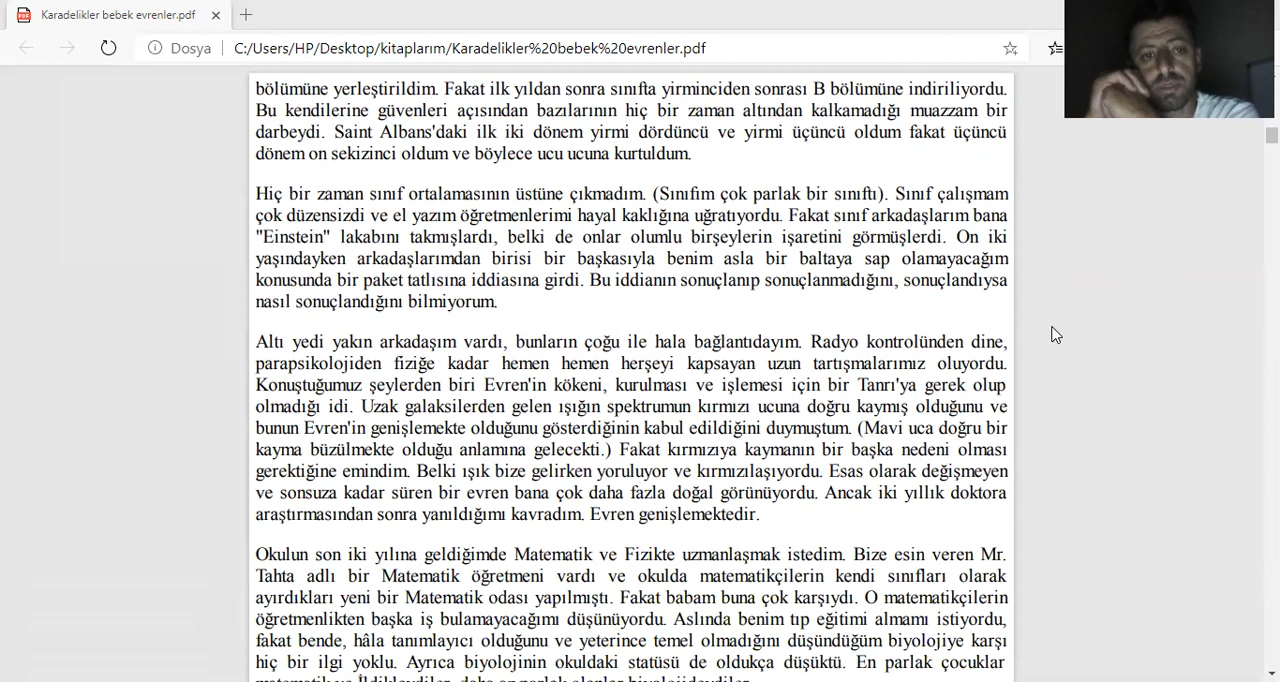 Karadelikler bebek evrenler.pdf
Dosya
C:/Users/HP/Desktop/kitaplarım/Karadelikler%20bebek%20evrenler.pdf
bölümüne yerleştirildim. Fakat ilk yıldan sonra sınıfta yirminciden sonrası B bölümüne indiriliyordu.
Bu kendilerine güvenleri açısından bazılarının hiç bir zaman altından kalkamadığı muazzam bir
darbeydi. Saint Albans'daki ilk iki dönem yirmi dördüncü ve yirmi üçüncü oldum fakat üçüncü
dönem on sekizinci oldum ve böylece ucu ucuna kurtuldum.
Hiç bir zaman sınıf ortalamasının üstüne çıkmadım. (Sınıfim çok parlak bir sınıftı). Sınıf çalışmam
çok düzensizdi ve el yazım öğretmenlerimi hayal kaklığına uğratıyordu. Fakat sınıf arkadaşlarım bana
"Einstein" lakabını takmışlardı, belki de onlar olumlu birşeylerin işaretini görmüşlerdi. On iki
yaşındayken arkadaşlarımdan birisi bir başkasıyla benim asla bir baltaya sap olamayacağım
konusunda bir paket tatlısına iddiasına girdi. Bu iddianın sonuçlanıp sonuçlanmadığını, sonuçlandıysa
nasıl sonuçlandığını bilmiyorum.
Altı yedi yakın arkadaşım vardı, bunların çoğu ile hala bağlantıdayım. Radyo kontrolünden dine,
parapsikolojiden fiziğe kadar hemen hemen herşeyi kapsayan uzun tartışmalarımız oluyordu.
Konuştuğumuz şeylerden biri Evren'in kökeni, kurulması ve işlemesi için bir Tanrı'ya gerek olup
olmadığı idi. Uzak galaksilerden gelen ışığın spektrumun kırmızı ucuna doğru kaymış olduğunu ve
bunun Evren'in genişlemekte olduğunu gösterdiğinin kabul edildiğini duymuştum. (Mavi uca doğru bir
kayma büzülmekte olduğu anlamına gelecekti.) Fakat kırmızıya kaymanın bir başka nedeni olması
gerektiğine emindim. Belki ışık bize gelirken yoruluyor ve kırmızılaşıyordu. Esas olarak değişmeyen
ve sonsuza kadar süren bir evren bana çok daha fazla doğal görünüyordu. Ancak iki yıllık doktora
araştırmasından sonra yanıldığımı kavradım. Evren genişlemektedir.
Okulun son iki yılına geldiğimde Matematik ve Fizikte uzmanlaşmak istedim. Bize esin veren Mr.
Tahta adlı bir Matematik öğretmeni vardı ve okulda matematikçilerin kendi sınıfları olarak
ayırdıkları yeni bir Matematik odası yapılmıştı. Fakat babam buna çok karşıydı. O matematikçilerin
öğretmenlikten başka iş bulamayacağımı düşünüyordu. Aslında benim tıp eğitimi almamı istiyordu,
fakat bende, hâla tanımlayıcı olduğunu ve yeterince temel olmadığını düşündüğüm biyolojiye karşı
hiç bir ilgi yoklu. Ayrıca biyolojinin okuldaki statüsü de oldukça düşüktü. En parlak çocuklar